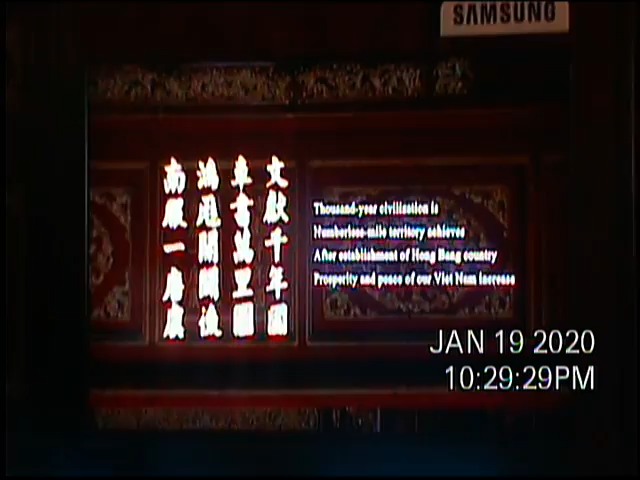 SAMSUNG
文献千年國
車書萬里圖
鴻厖開闢後
南服一唐虞
Thousand-year civilization is
Numberless-mile territory achieves
After establishment of Hong Bang country
Prosperity and peace of our Viet Nam increase
JAN 19 2020
10:29:29PM